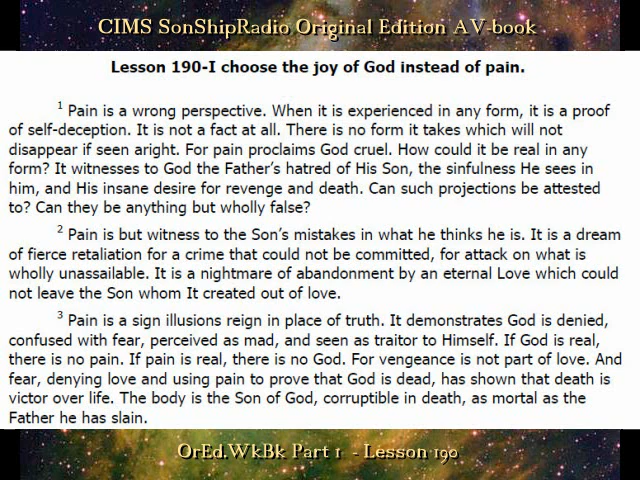 CIMS SonShipRadio Original Edition AV-book
Lesson 190-I choose the joy of God instead of pain.
1 Pain is a wrong perspective. When it is experienced in any form, it is a proof
of self-deception. It is not a fact at all. There is no form it takes which will not
disappear if seen aright. For pain proclaims God cruel. How could it be real in any
form? It witnesses to God the Father's hatred of His Son, the sinfulness He sees in
him, and His insane desire for revenge and death. Can such projections be attested
to? Can they be anything but wholly false?
2 Pain is but witness to the Son's mistakes in what he thinks he is. It is a dream
of fierce retaliation for a crime that could not be committed, for attack on what is
wholly unassailable. It is a nightmare of abandonment by an eternal Love which could
not leave the Son whom It created out of love.
3 Pain is a sign illusions reign in place of truth. It demonstrates God is denied,
confused with fear, perceived as mad, and seen as traitor to Himself. If God is real,
there is no pain. If pain is real, there is no God. For vengeance is not part of love. And
fear, denying love and using pain to prove that God is dead, has shown that death is
victor over life. The body is the Son of God, corruptible in death, as mortal as the
Father he has slain.
OrEd.WkBk Part 1 - Lesson 190